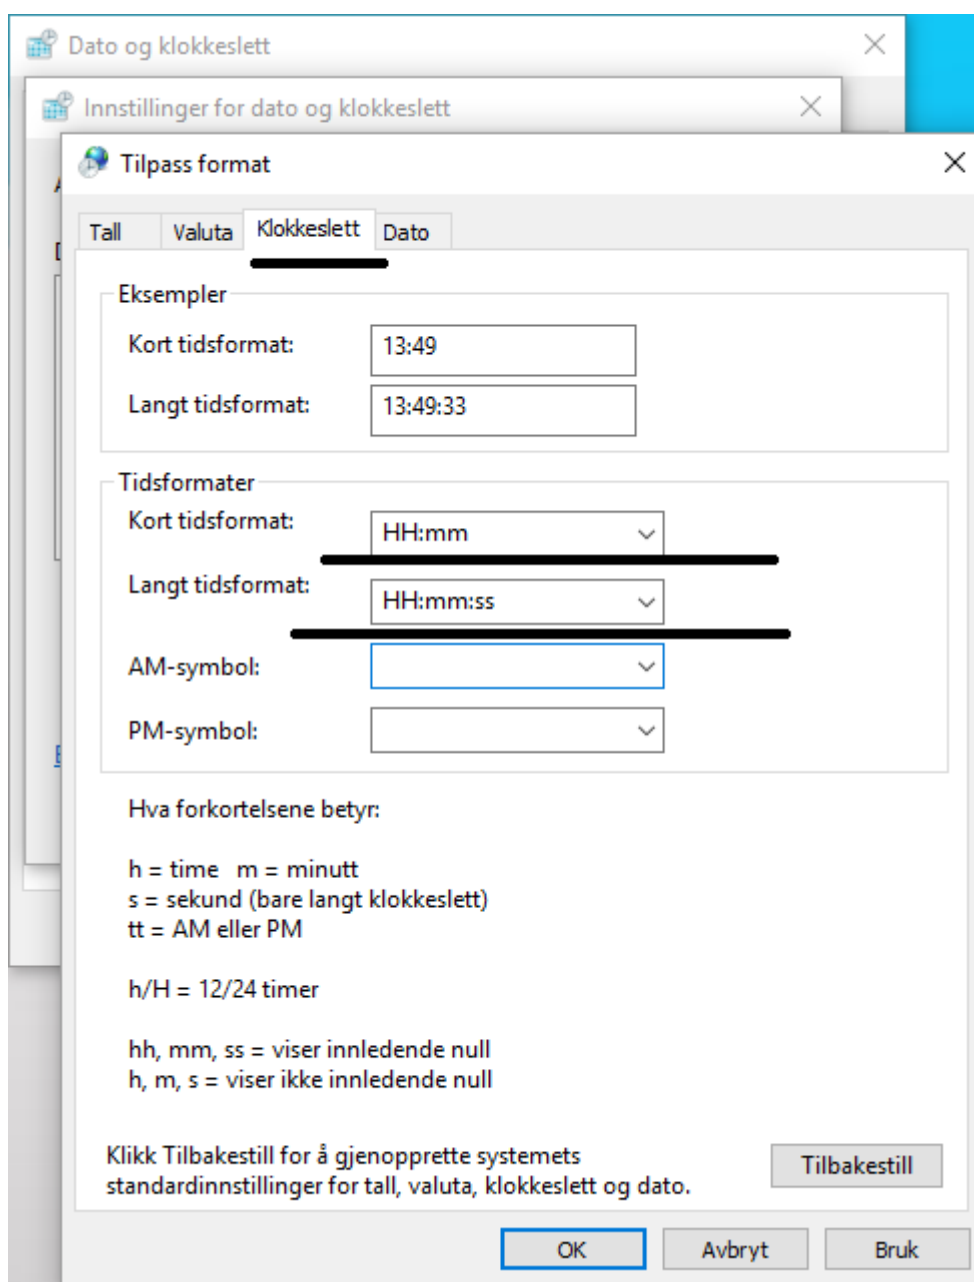 Dato og klokkeslett
Innstillinger for dato og klokkeslett
Tilpass format
Tall Valuta Klokkeslett Dato
Eksempler
Kort tidsformat: 13:49
Langt tidsformat: 13:49:33
Tidsformater
Kort tidsformat: HH:mm
Langt tidsformat: HH:mm:ss
AM-symbol:
PM-symbol:
Hva forkortelsene betyr:
h = time m = minutt
s = sekund (bare langt klokkeslett)
tt = AM eller PM
h/H = 12/24 timer
hh, mm, ss = viser innledende null
h, m, s = viser ikke innledende null
Klikk Tilbakestill for å gjenopprette systemets
standardinnstillinger for tall, valuta, klokkeslett og dato.
Tilbakestill
OK Avbryt Bruk